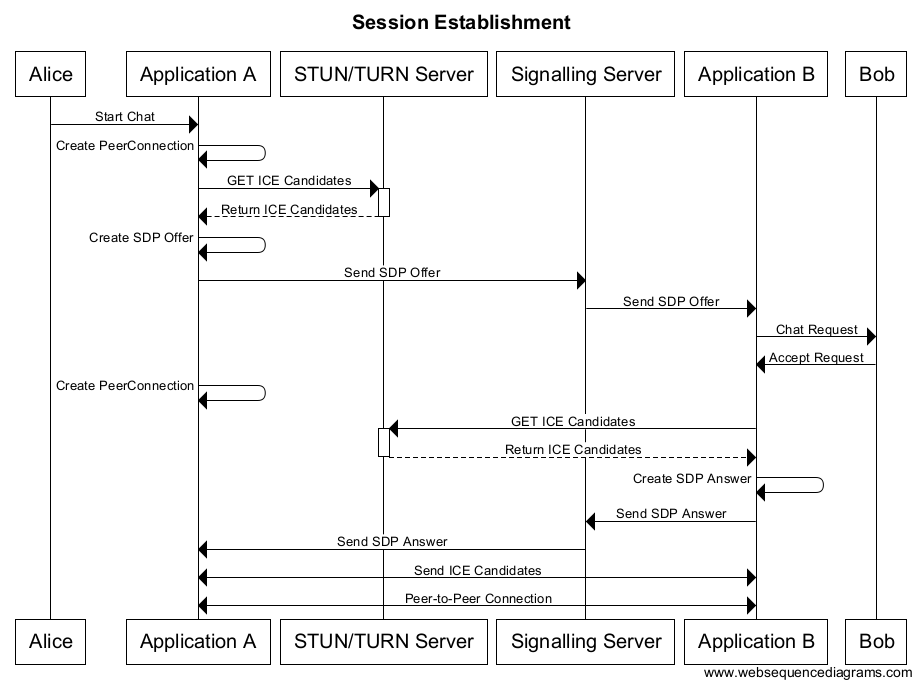 Session Establishment
Alice
Application A
STUN/TURN Server
Signalling Server
Application B
Bob
Start Chat
Create PeerConnection
GET ICE Candidates
Return ICE Candidates
Create SDP Offer
Send SDP Offer
Send SDP Offer
Chat Request
Accept Request
Create PeerConnection
GET ICE Candidates
Return ICE Candidates
Create SDP Answer
Send SDP Answer
Send SDP Answer
Send ICE Candidates
Peer-to-Peer Connection
Alice
Application A
STUN/TURN Server
Signalling Server
Application B
Bob
www.websequencediagrams.com